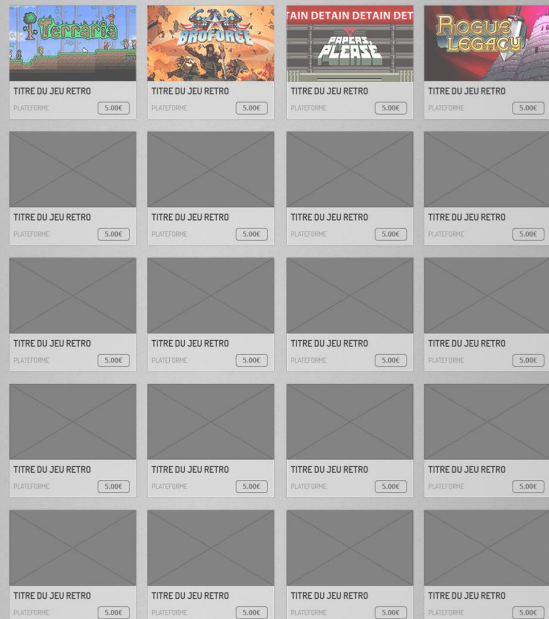 Terraria
BROFORCE
TAIN DETAIN DETAIN DET
PAPERS,
PLEASE
ROGUE
LEGACY
TITRE DU JEU RETRO
TITRE DU JEU RETRO
TITRE DU JEU RETRO
TITRE DU JEU RETRO
PLATEFORME
5.00€
PLATEFORME
5.00€
PLATEFORME
5.00€
PLATEFORME
5.00€
TITRE DU JEU RETRO
TITRE DU JEU RETRO
TITRE DU JEU RETRO
TITRE DU JEU RETRO
PLATEFORME
5.00€
PLATEFORME
5.00€
PLATEFORME
5.00€
PLATEFORME
5.00€
TITRE DU JEU RETRO
TITRE DU JEU RETRO
TITRE DU JEU RETRO
TITRE DU JEU RETRO
PLATEFORME
5.00€
PLATEFORME
5.00€
PLATEFORME
5.00€
PLATEFORME
5.00€
TITRE DU JEU RETRO
TITRE DU JEU RETRO
TITRE DU JEU RETRO
TITRE DU JEU RETRO
PLATEFORME
5.00€
PLATEFORME
5.00€
PLATEFORME
5.00€
PLATEFORME
5.00€
TITRE DU JEU RETRO
TITRE DU JEU RETRO
TITRE DU JEU RETRO
TITRE DU JEU RETRO
PLATEFORME
5.00€
PLATEFORME
5.00€
PLATEFORME
5.00€
PLATEFORME
5.00€